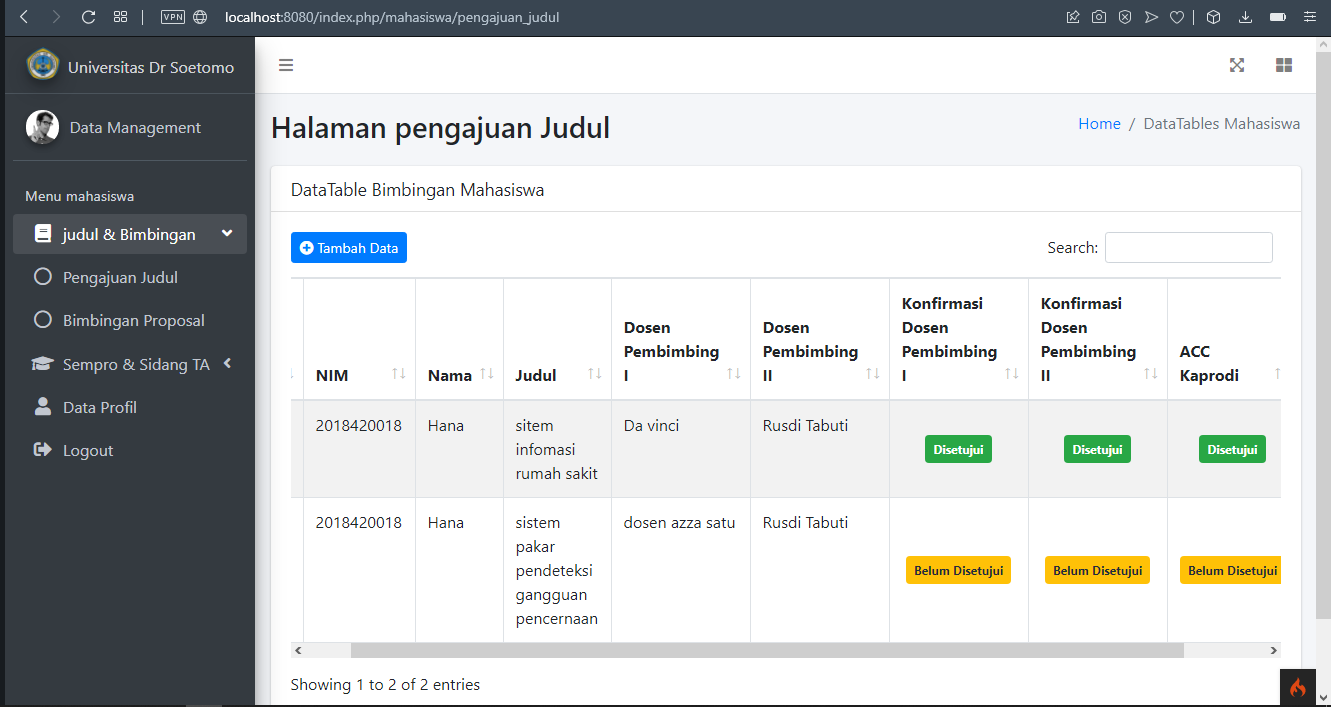 VPN localhost:8080/index.php/mahasiswa/pengajuan_judul
Universitas Dr Soetomo
Data Management
Menu mahasiswa
judul & Bimbingan
Pengajuan Judul
Bimbingan Proposal
Sempro & Sidang TA
Data Profil
Logout
Halaman pengajuan Judul
Home / DataTables Mahasiswa
DataTable Bimbingan Mahasiswa
Tambah Data
Search:
NIM
Nama
Judul
Dosen
Pembimbing
I
Dosen
Pembimbing
II
Konfirmasi
Dosen
Pembimbing
I
Konfirmasi
Dosen
Pembimbing
II
ACC
Kaprodi
2018420018
Hana
sitem
infomasi
rumah sakit
Da vinci
Rusdi Tabuti
Disetujui
Disetujui
Disetujui
2018420018
Hana
sistem
pakar
pendeteksi
gangguan
pencernaan
dosen azza satu
Rusdi Tabuti
Belum Disetujui
Belum Disetujui
Belum Disetujui
Showing 1 to 2 of 2 entries